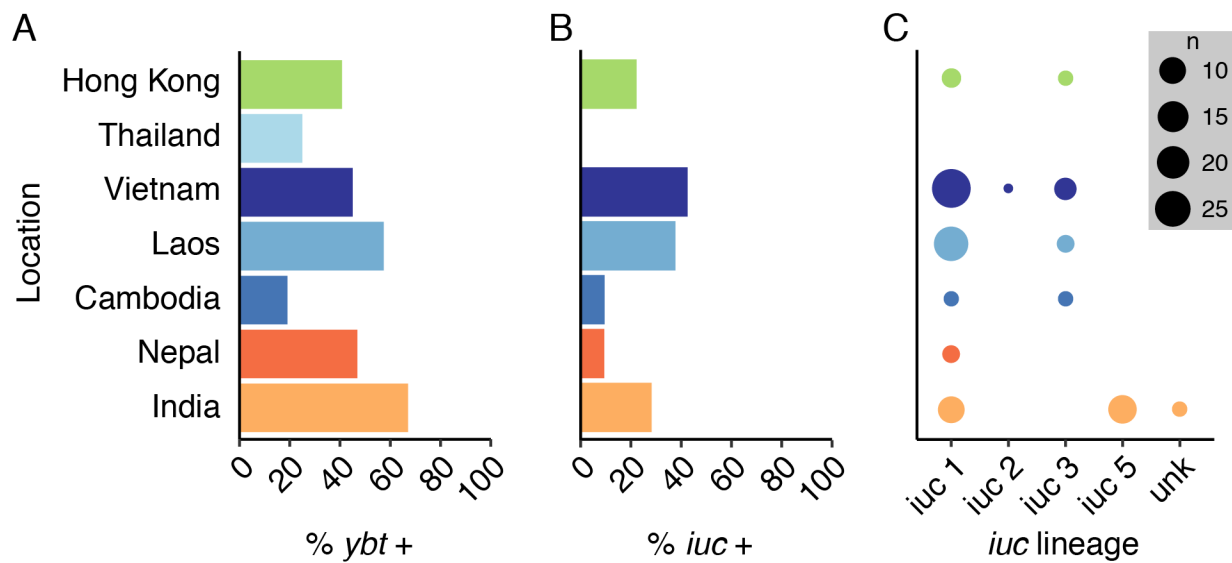 A
B
C
Location
Hong Kong
Thailand
Vietnam
Laos
Cambodia
Nepal
India
0 20 40 60 80 100
% ybt +
0 20 40 60 80 100
% iuc +
n
10
15
20
25
iuc 1
iuc 2
iuc 3
iuc 5
unk
iuc lineage